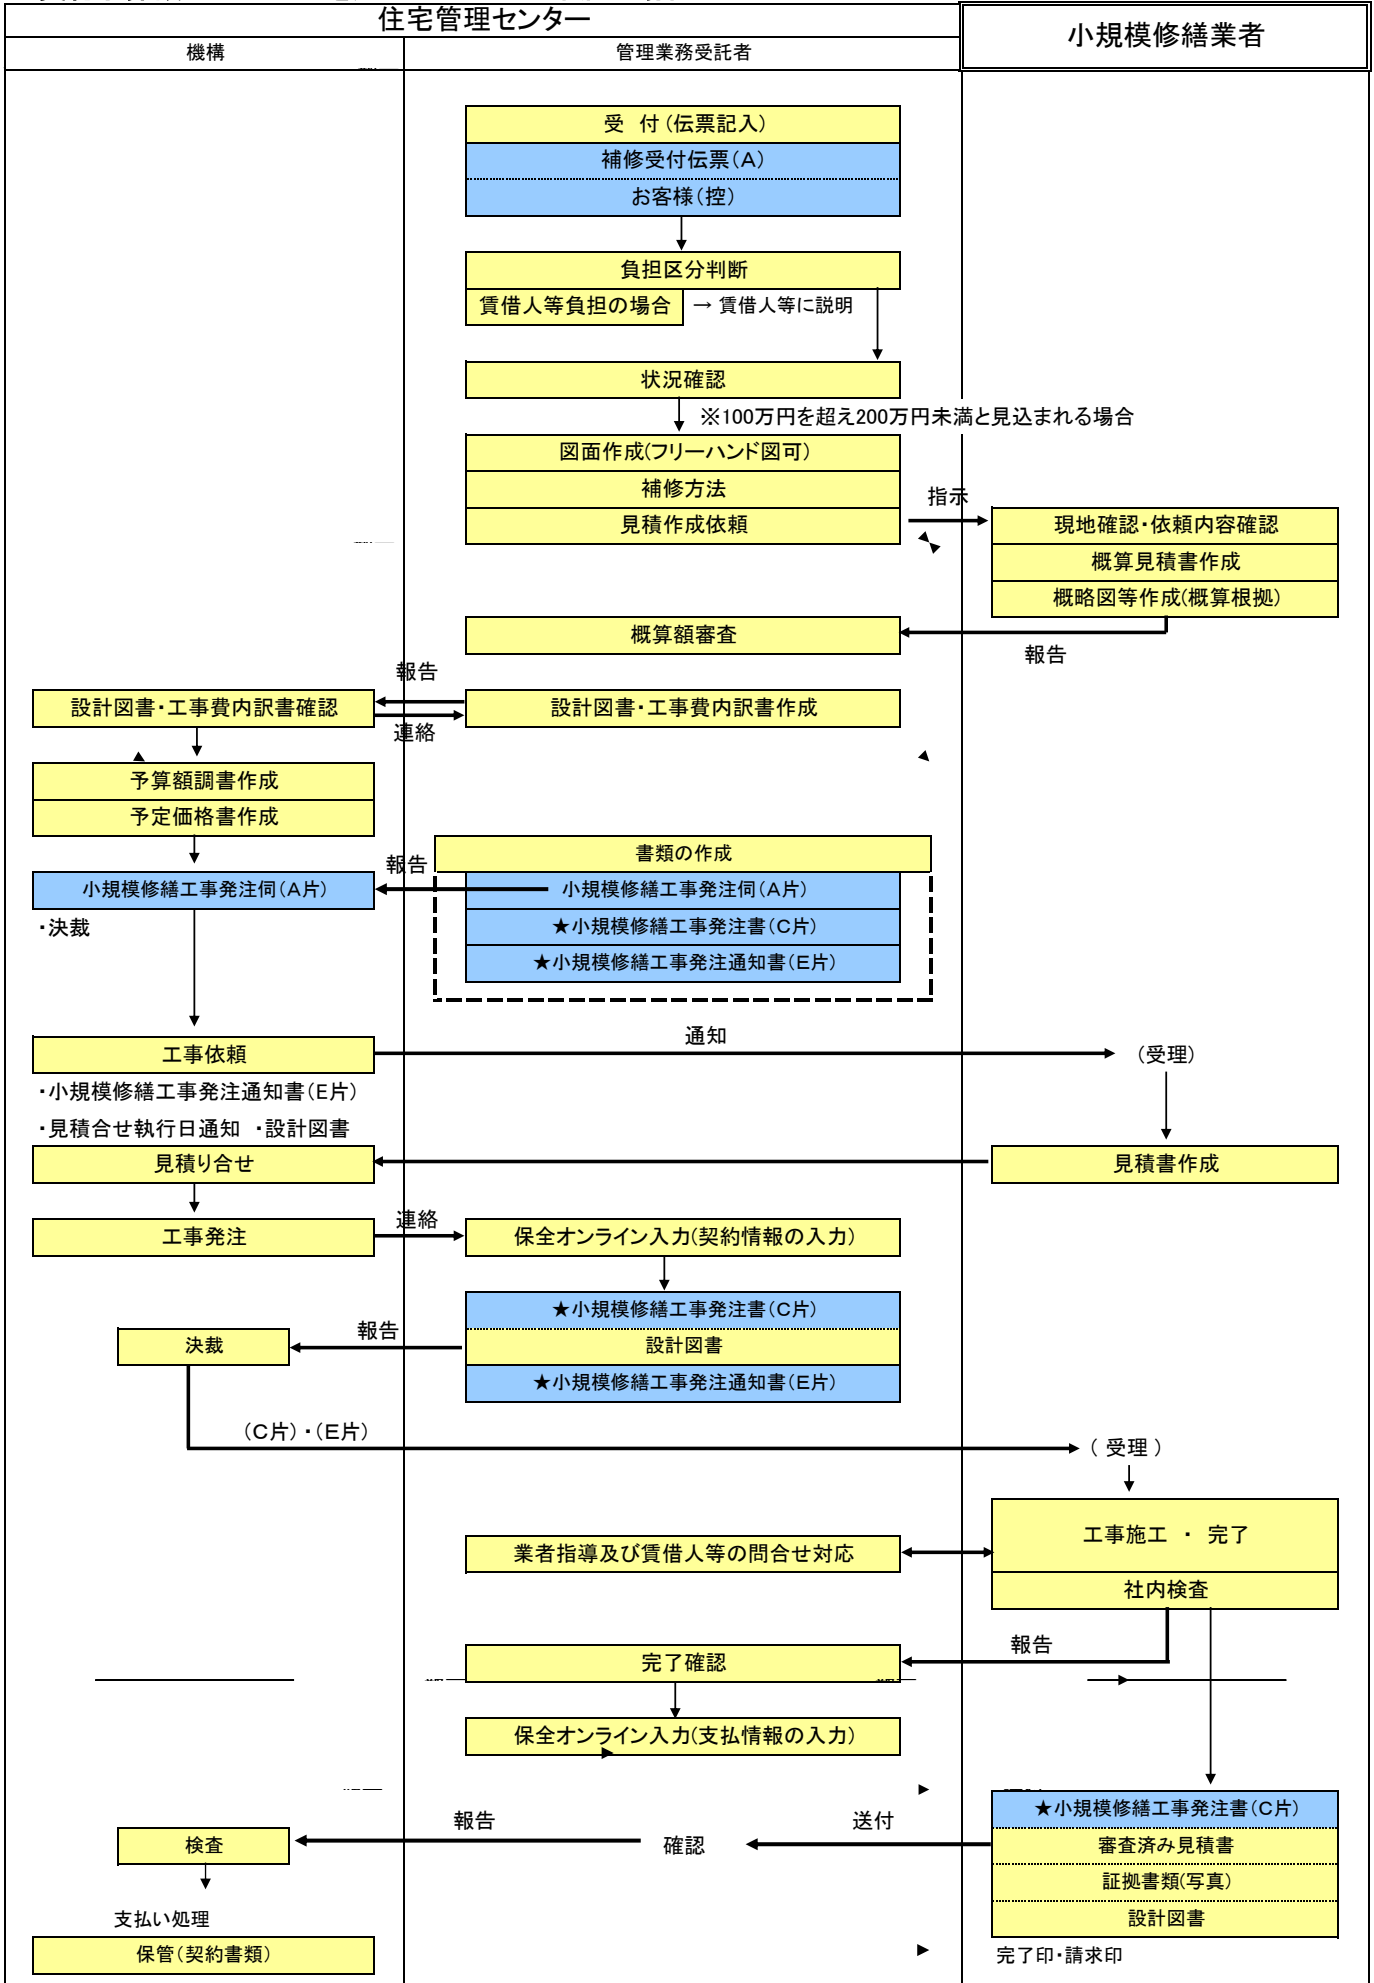 住宅管理センター
小規模修繕業者
機構
管理業務受託者
受　付（伝票記入）
補修受付伝票（A）
お客様（控）
負担区分判断
賃借人等負担の場合
→ 賃借人等に説明
状況確認
※100万円を超え200万円未満と見込まれる場合
図面作成(フリーハンド図可)
補修方法
見積作成依頼
指示
現地確認・依頼内容確認
概算見積書作成
概略図等作成(概算根拠)
概算額審査
報告
報告
設計図書・工事費内訳書確認
設計図書・工事費内訳書作成
連絡
予算額調書作成
予定価格書作成
書類の作成
報告
小規模修繕工事発注伺（A片）
小規模修繕工事発注伺（A片）
・決裁
★小規模修繕工事発注書（C片）
★小規模修繕工事発注通知書（E片）
通知
工事依頼
（受理）
・小規模修繕工事発注通知書（E片）
・見積合せ執行日通知　・設計図書
見積り合せ
見積書作成
工事発注
連絡
保全オンライン入力(契約情報の入力)
★小規模修繕工事発注書（C片）
報告
決裁
設計図書
★小規模修繕工事発注通知書（E片）
（C片）・（E片）
（ 受理 ）
工事施工　・　完了
業者指導及び賃借人等の問合せ対応
社内検査
報告
完了確認
保全オンライン入力(支払情報の入力)
★小規模修繕工事発注書（C片）
報告
送付
検査
確認
審査済み見積書
証拠書類(写真)
支払い処理
設計図書
保管（契約書類）
完了印・請求印